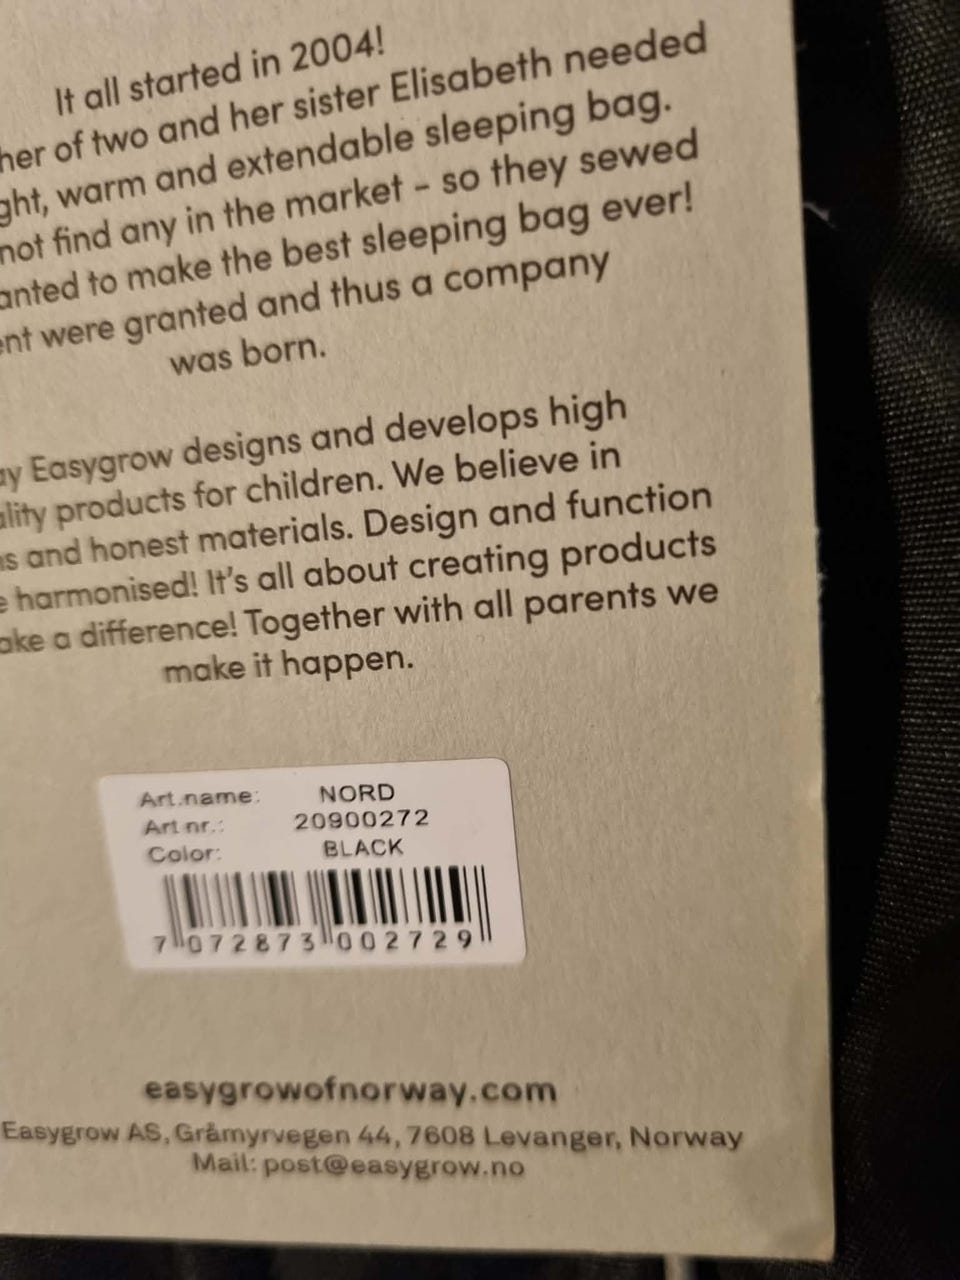 It all started in 2004!
her of two and her sister Elisabeth needed
ght, warm and extendable sleeping bag.
not find any in the market – so they sewed
anted to make the best sleeping bag ever!
ent were granted and thus a company
was born.
ay Easygrow designs and develops high
ality products for children. We believe in
ns and honest materials. Design and function
e harmonised! It's all about creating products
ake a difference! Together with all parents we
make it happen.
Art.name: NORD
Art nr.: 20900272
Color: BLACK
7 072873 002729
easygrowofnorway.com
Easygrow AS, Gråmyrvegen 44, 7608 Levanger, Norway
Mail: post@easygrow.no